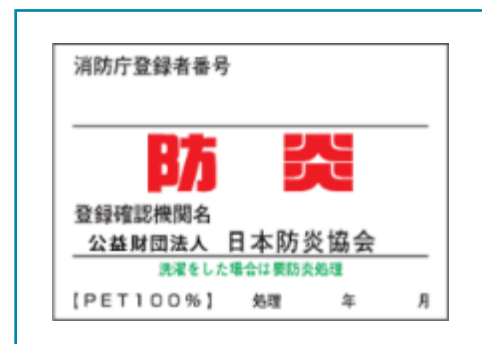 消防庁登録者番号
防 炎
登録確認機関名
公益財団法人 日本防炎協会
洗濯をした場合は要防炎処理
【PET100%】 処理 年 月